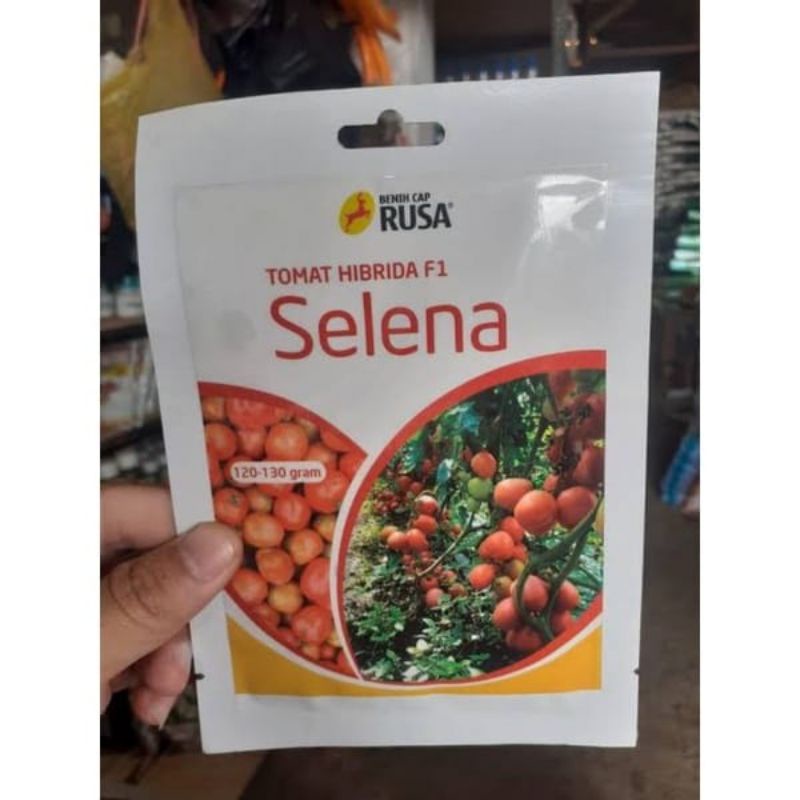 BENIH CAP
RUSA®
TOMAT HIBRIDA F1
Selena
120-130 gram